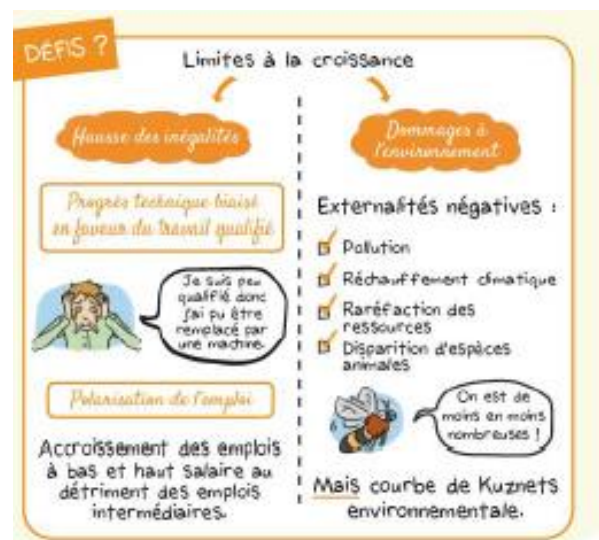 DÉFIS ?
Limites à la croissance
Hausse des inégalités
Progrès technique biaisé
en faveur du travail qualifié
Je suis peu
qualifié donc
j'ai pu être
remplacé par
une machine.
Polarisation de l'emploi
Accroissement des emplois
à bas et haut salaire au
détriment des emplois
intermédiaires.
Dommages à
l'environnement
Externalités négatives :
Pollution
Réchauffement climatique
Raréfaction des
ressources
Disparition d'espèces
animales
On est de
moins en moins
nombreuses !
Mais courbe de Kuznets
environnementale.